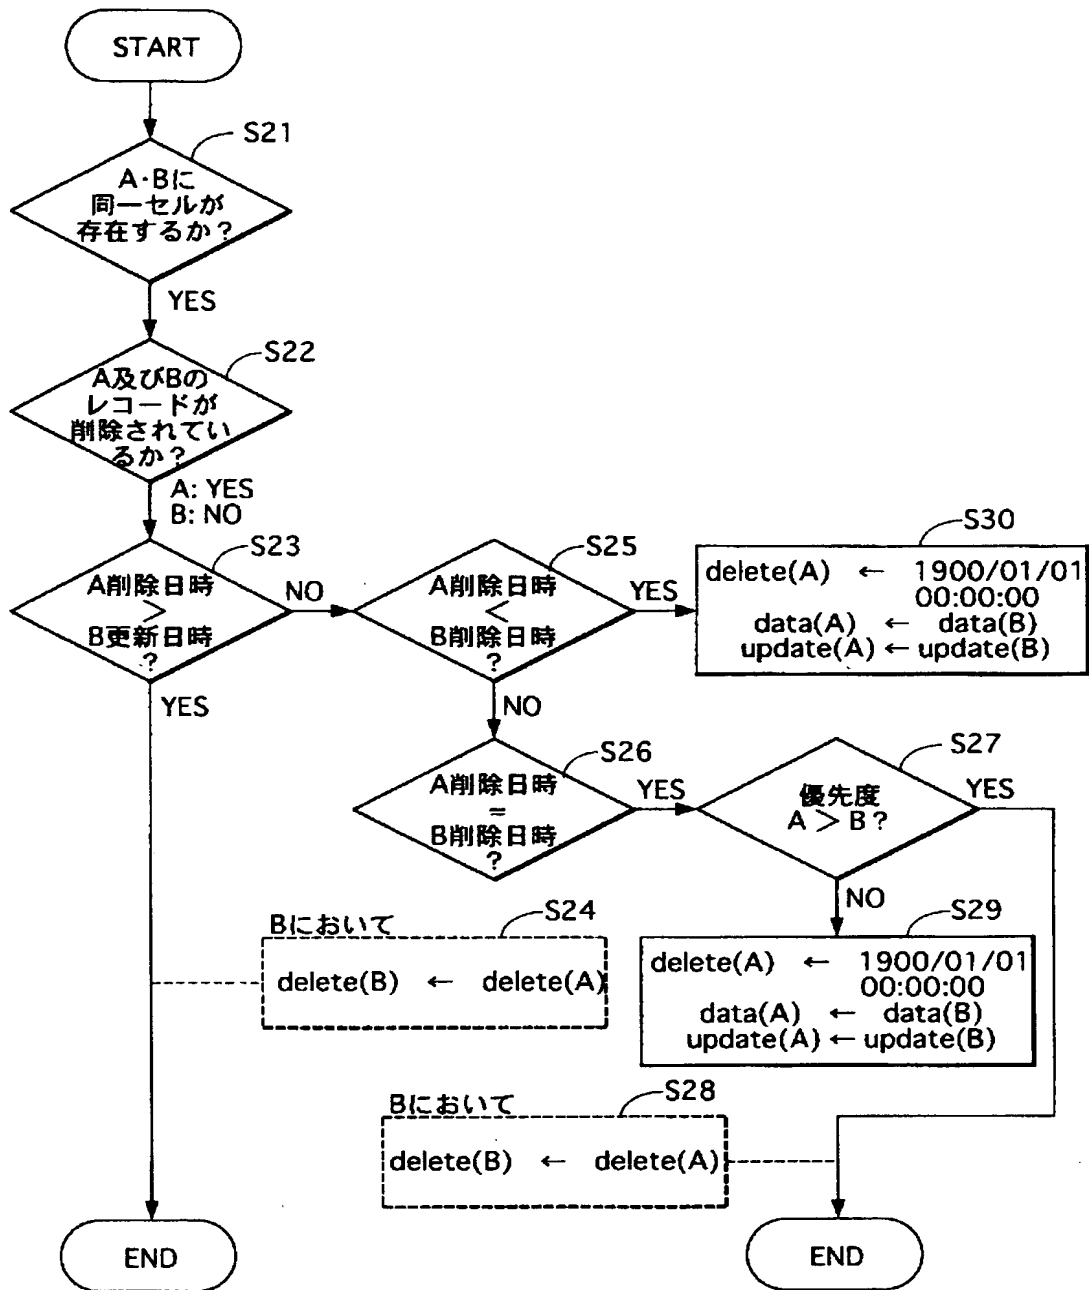 START
S21
A·Bに
同一セルが
存在するか?
YES
S22
A及びBの
レコードが
削除されてい
るか?
A: YES
B: NO
S23
A削除日時
>
B更新日時
?
NO
YES
S25
A削除日時
<
B削除日時
?
YES
NO
S30
delete(A) ← 1900/01/01
00:00:00
data(A) ← data(B)
update(A) ← update(B)
S26
A削除日時
=
B削除日時
?
YES
S27
優先度
A > B?
YES
NO
S24
Bにおいて
delete(B) ← delete(A)
S29
delete(A) ← 1900/01/01
00:00:00
data(A) ← data(B)
update(A) ← update(B)
S28
Bにおいて
delete(B) ← delete(A)
END
END